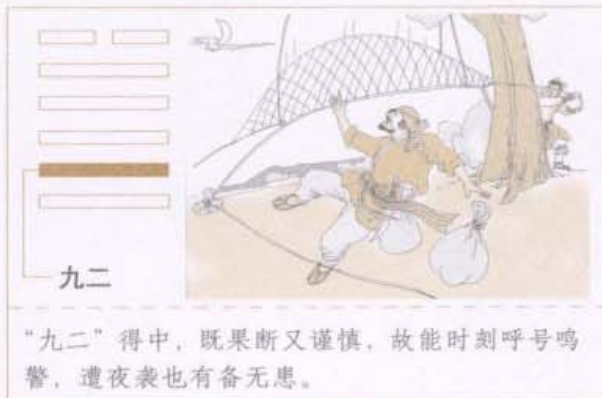 九二
“九二”得中，既果断又谨慎，故能时刻呼号鸣
警，遭夜袭也有备无患。